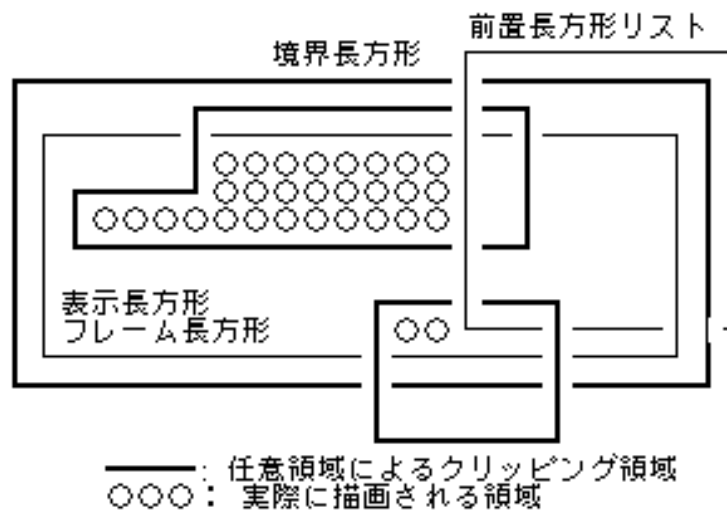 前置長方形リスト
境界長方形
表示長方形
フレーム長方形
: 任意領域によるクリッピング領域
○○○: 実際に描画される領域